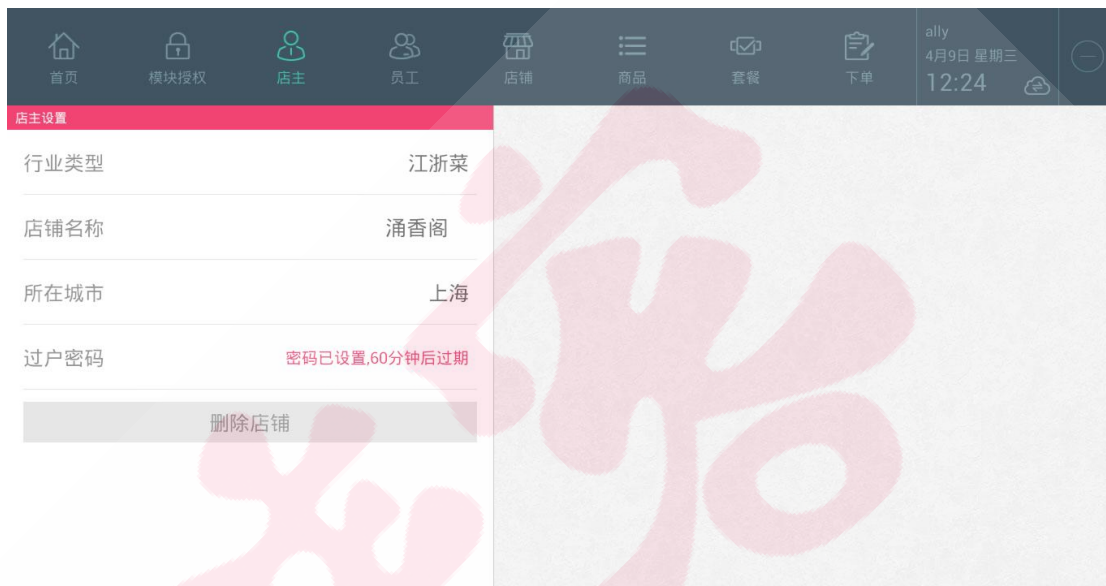 首页
模块授权
店主
员工
店铺
商品
套餐
下单
ally
4月9日 星期三
12:24
店主设置
行业类型 江浙菜
店铺名称 涌香阁
所在城市 上海
过户密码 密码已设置,60分钟后过期
删除店铺